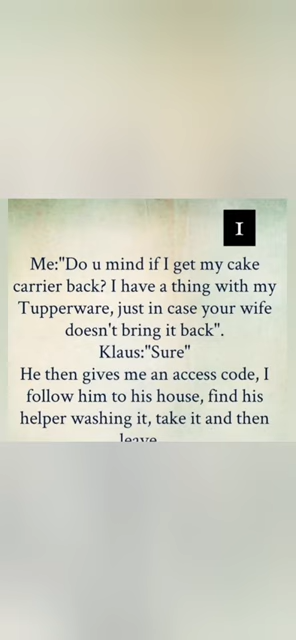 I
Me:"Do u mind if I get my cake
carrier back? I have a thing with my
Tupperware, just in case your wife
doesn't bring it back".
Klaus:"Sure"
He then gives me an access code, I
follow him to his house, find his
helper washing it, take it and then
leave